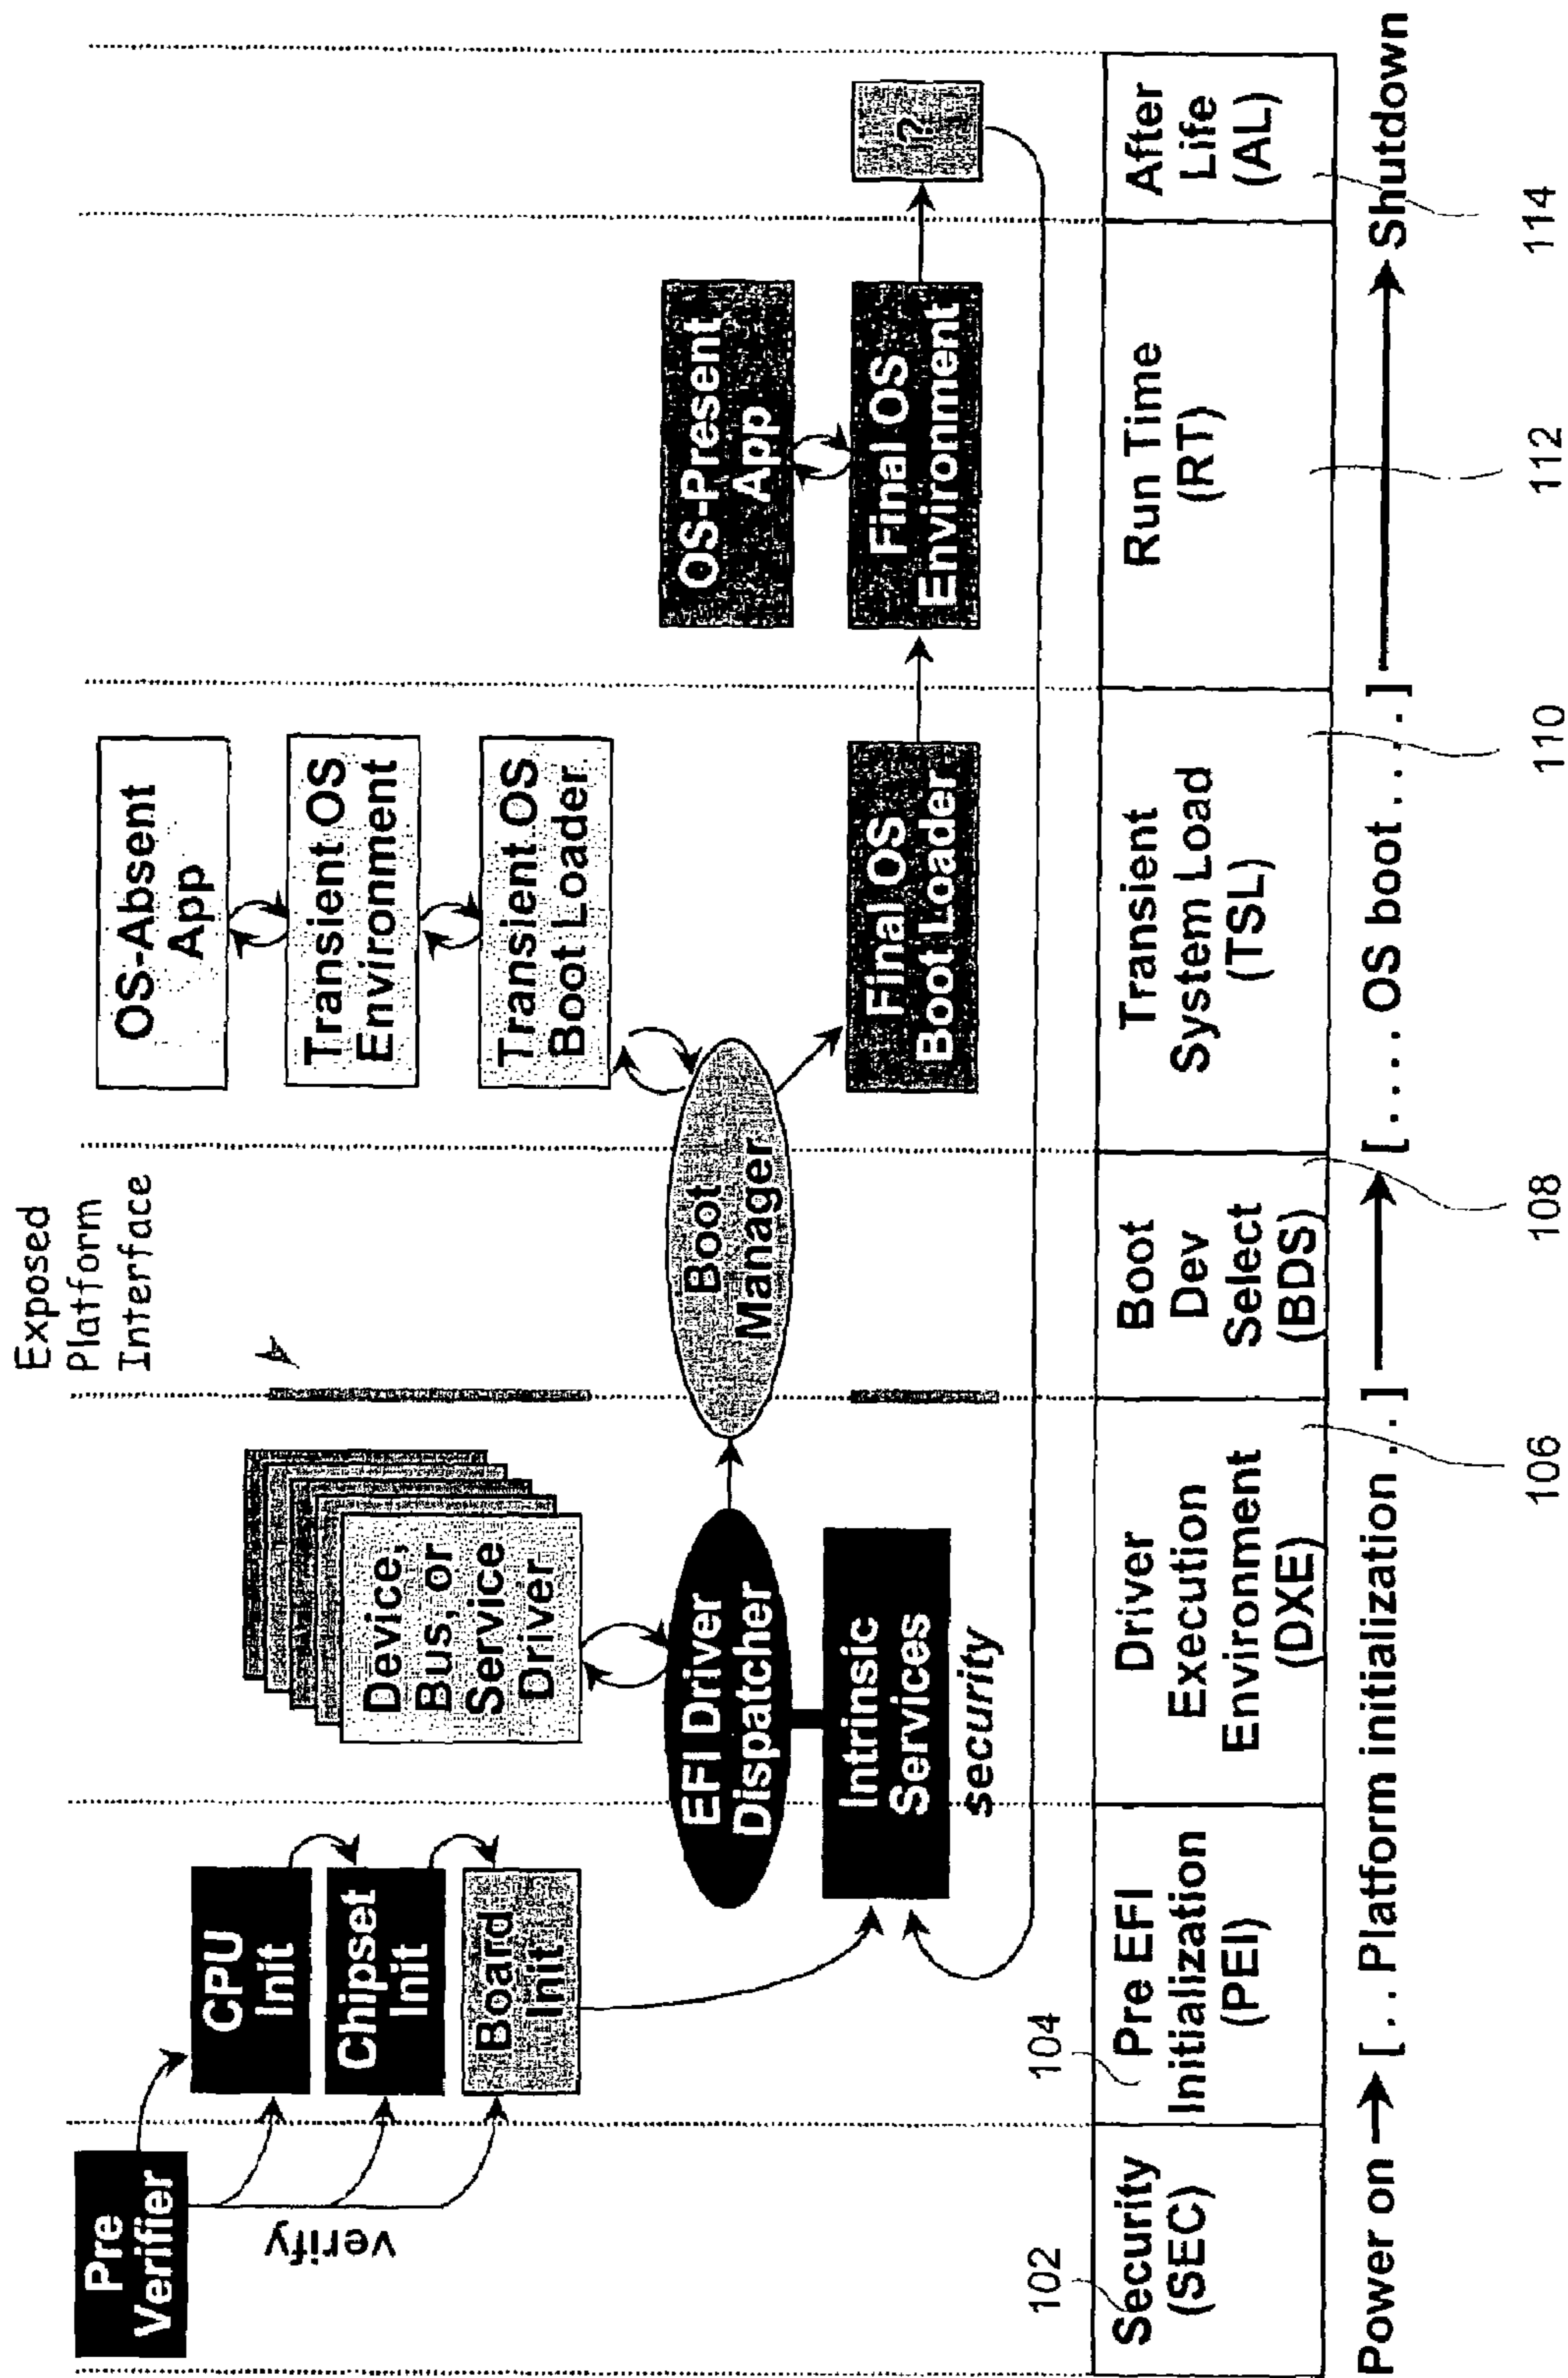 Exposed
Platform
Interface
Pre
Verifier
verify
CPU
Init
Chipset
Init
Board
Init
Device,
Bus, or
Service
Driver
EFI Driver
Dispatcher
Intrinsic
Services
security
Boot
Manager
OS-Absent
App
Transient OS
Environment
Transient OS
Boot Loader
Final OS
Boot Loader
OS-Present
App
Final OS
Environment
?
102
Security
(SEC)
104
Pre EFI
Initialization
(PEI)
Driver
Execution
Environment
(DXE)
Boot
Dev
Select
(BDS)
Transient
System Load
(TSL)
Run Time
(RT)
After
Life
(AL)
Power on → [ . . Platform initialization . . ] → [ . . . . OS boot . . . . ] → Shutdown
106
108
110
112
114